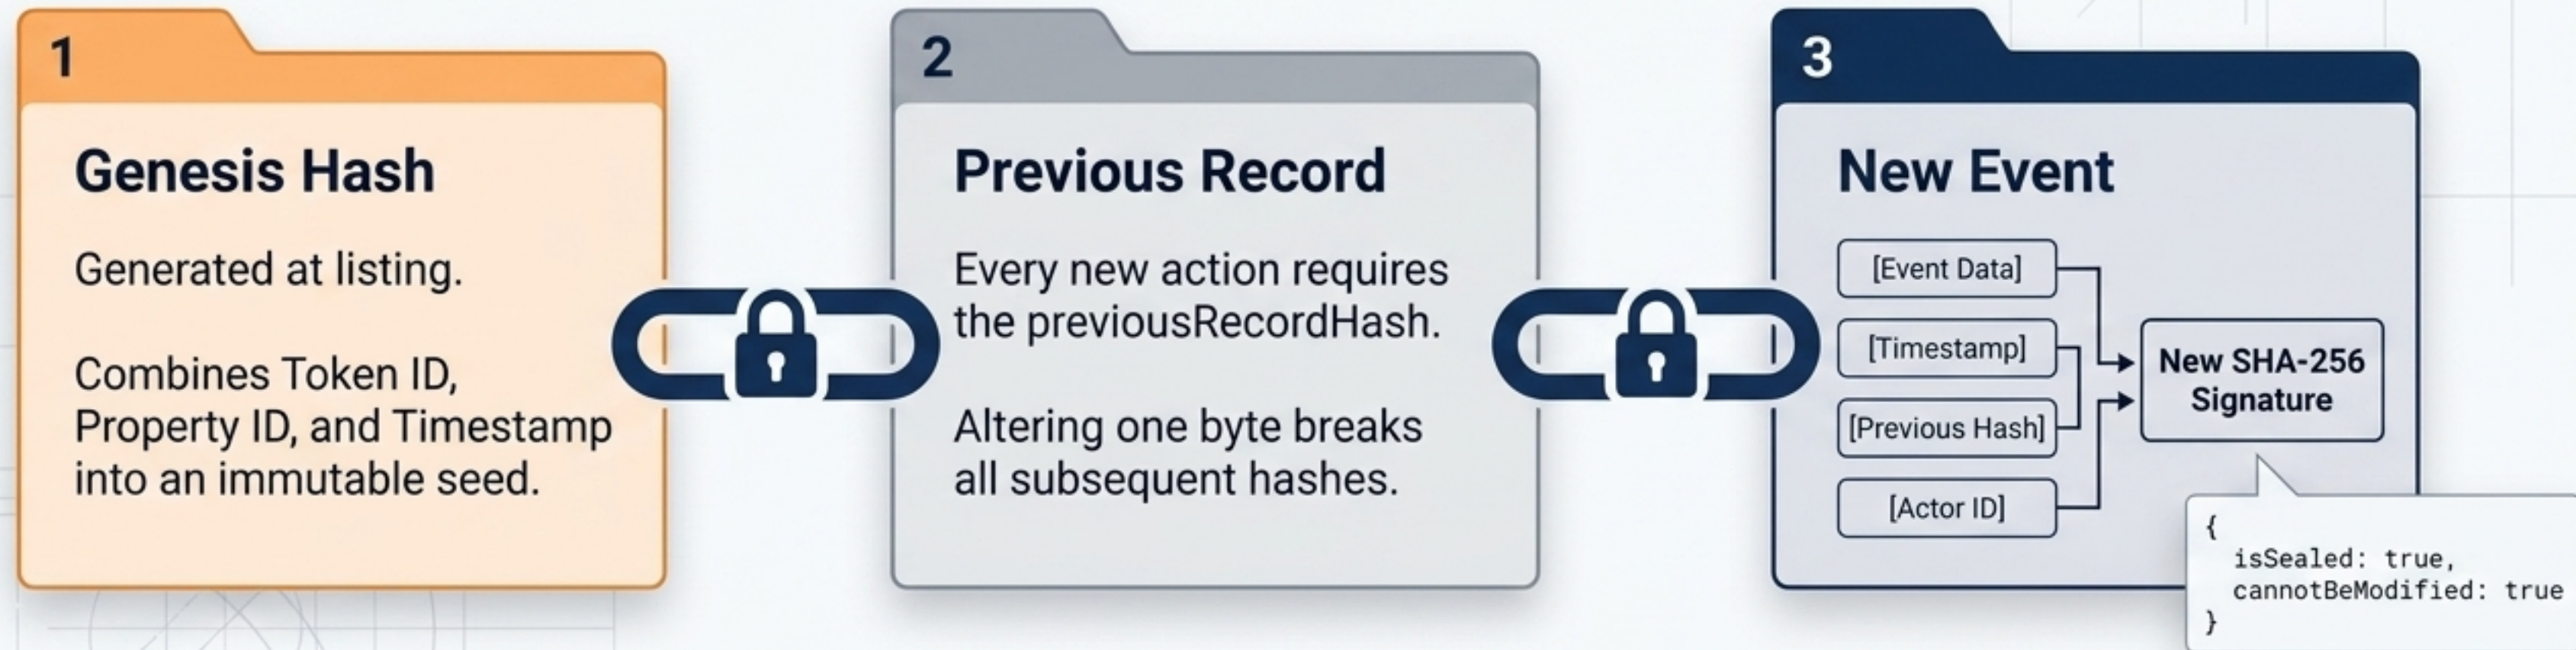 1
Genesis Hash
Generated at listing.
Combines Token ID,
Property ID, and Timestamp
into an immutable seed.
2
Previous Record
Every new action requires
the previousRecordHash.
Altering one byte breaks
all subsequent hashes.
3
New Event
[Event Data]
[Timestamp]
[Previous Hash]
[Actor ID]
New SHA-256
Signature
{
isSealed: true,
cannotBeModified: true
}